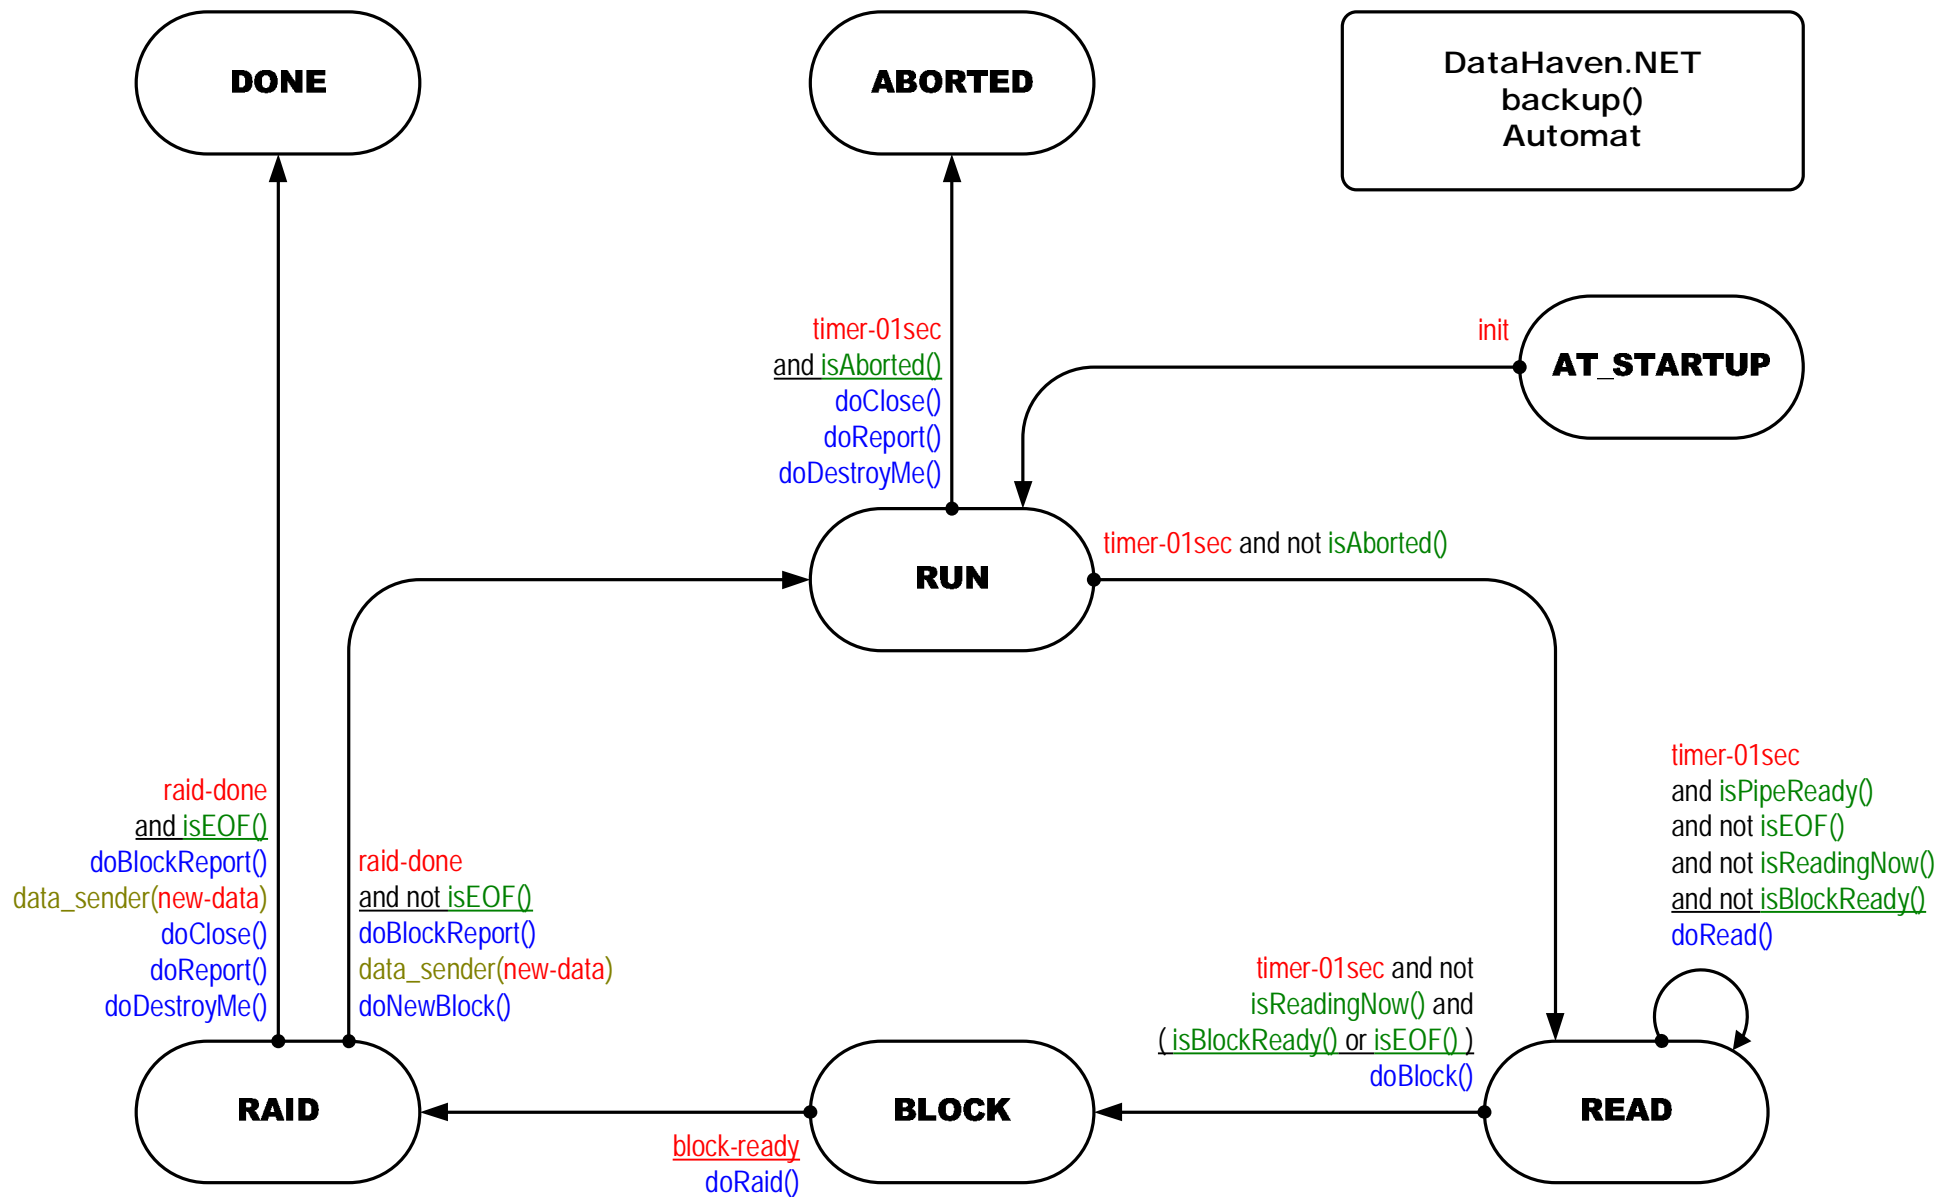 DONE
ABORTED
DataHaven.NET
backup()
Automat
timer-01sec
and isAborted()
doClose()
doReport()
doDestroyMe()
init
AT_STARTUP
RUN
timer-01sec and not isAborted()
raid-done
and isEOF()
doBlockReport()
data_sender(new-data)
doClose()
doReport()
doDestroyMe()
raid-done
and not isEOF()
doBlockReport()
data_sender(new-data)
doNewBlock()
timer-01sec
and isPipeReady()
and not isEOF()
and not isReadingNow()
and not isBlockReady()
doRead()
timer-01sec and not
isReadingNow() and
( isBlockReady() or isEOF() )
doBlock()
RAID
block-ready
doRaid()
BLOCK
READ